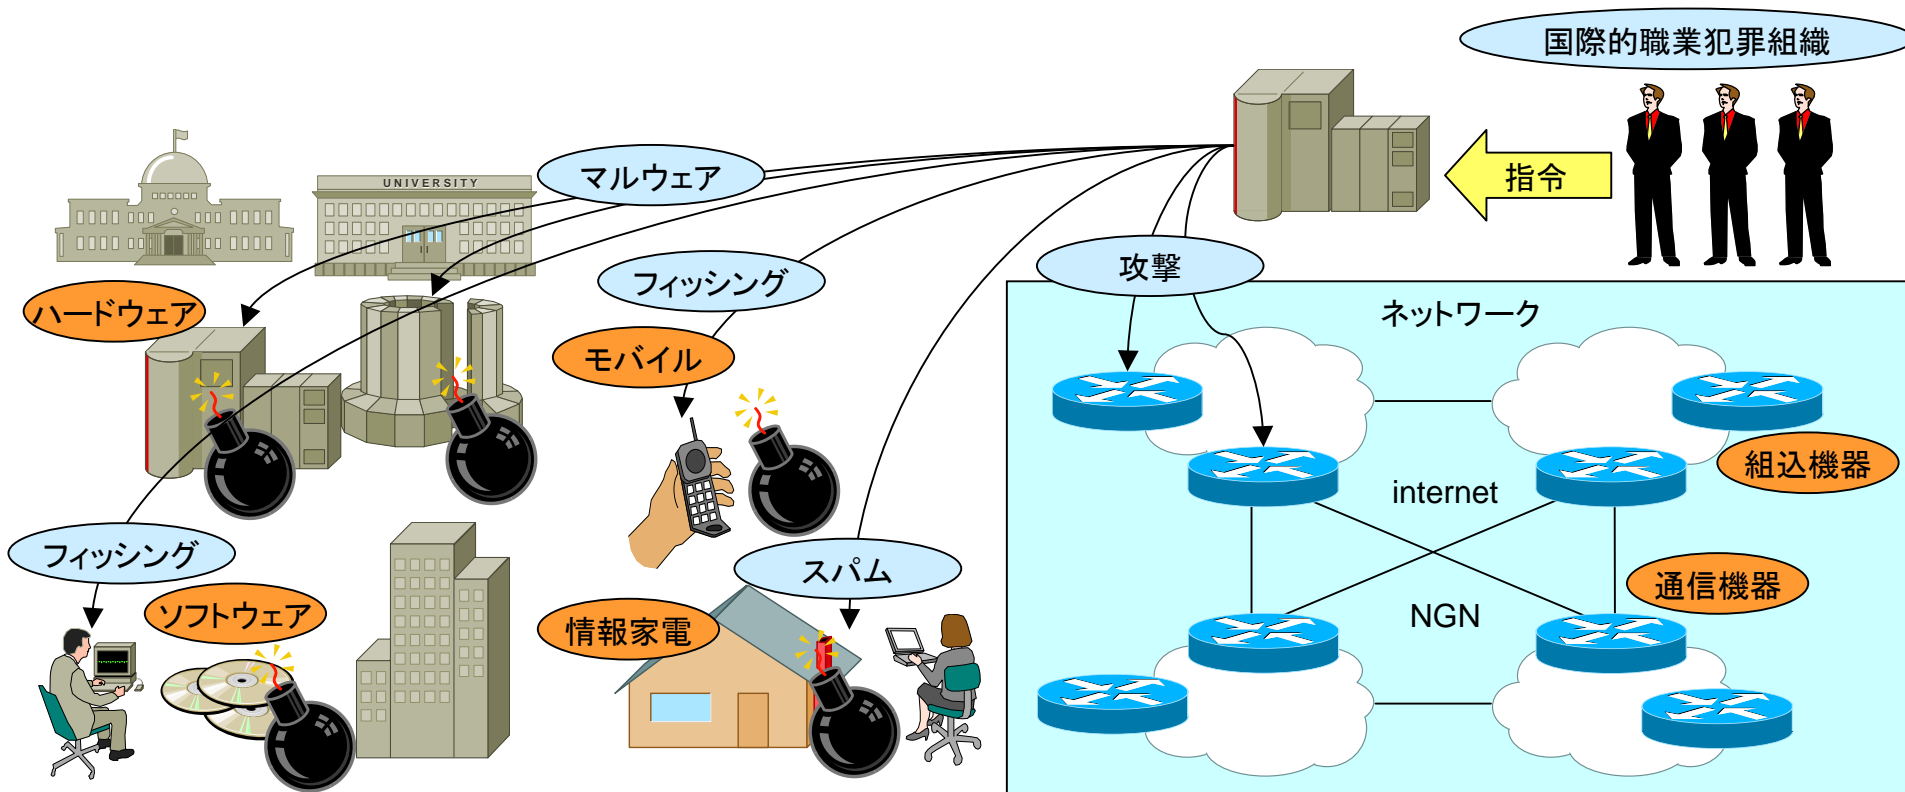 国際的職業犯罪組織
指令
マルウェア
UNIVERSITY
攻撃
フィッシング
ハードウェア
モバイル
ネットワーク
組込機器
internet
フィッシング
スパム
通信機器
ソフトウェア
情報家電
NGN